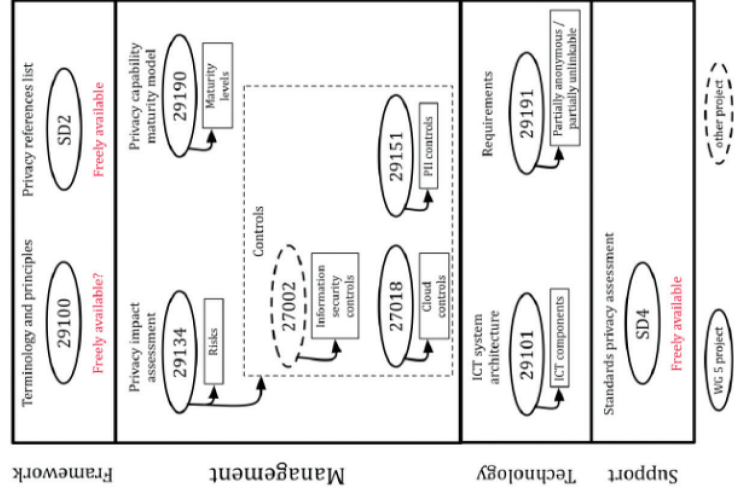 Framework
Terminology and principles
29100
Freely available?
Privacy references list
SD2
Freely available
Management
Privacy impact
assessment
29134
Risks
Privacy capability
maturity model
29190
Maturity
levels
Controls
27002
Information
security
controls
27018
Cloud
controls
29151
PII controls
Technology
ICT system
architecture
29101
ICT components
Requirements
29191
Partially anonymous /
partially unlinkable
Support
Standards privacy assessment
SD4
Freely available
WG 5 project
other project